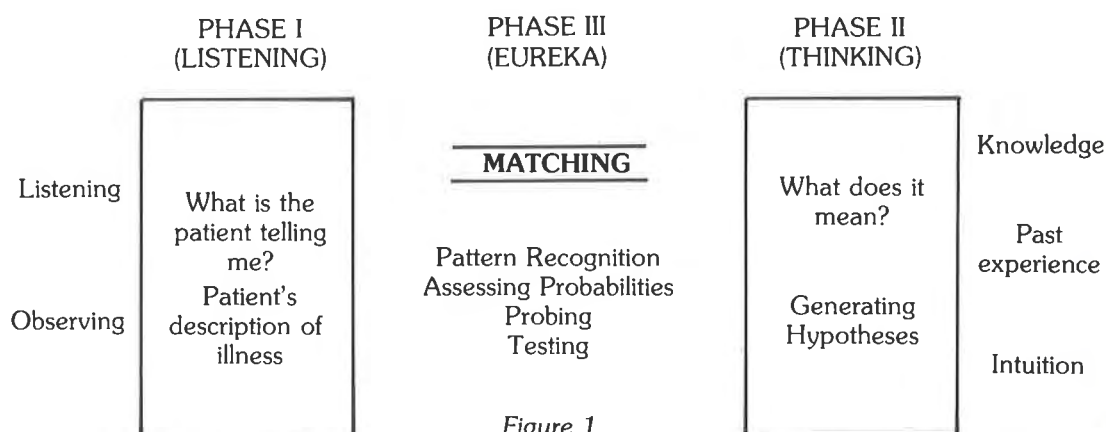 PHASE I
(LISTENING)
PHASE III
(EUREKA)
PHASE II
(THINKING)
Listening
Observing
What is the
patient telling
me?
Patient's
description of
illness
MATCHING
Pattern Recognition
Assessing Probabilities
Probing
Testing
What does it
mean?
Generating
Hypotheses
Knowledge
Past
experience
Intuition
Figure 1